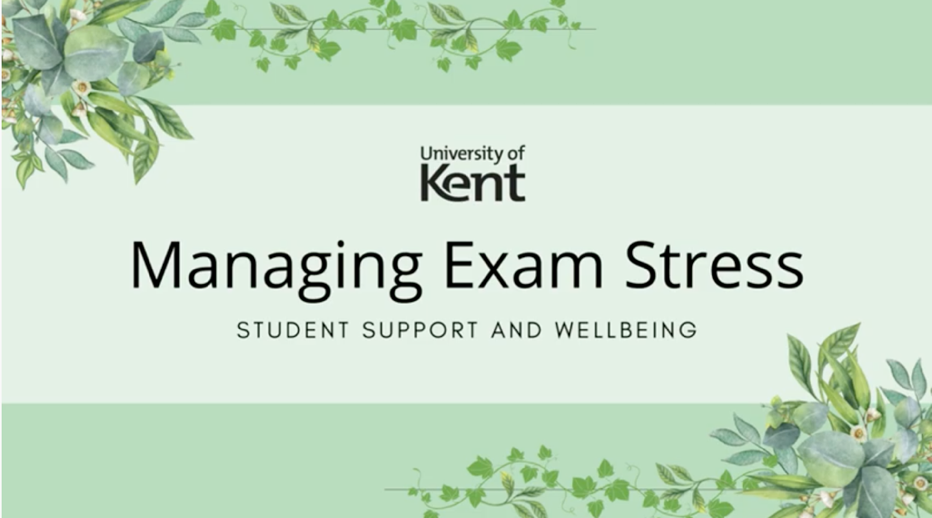 University of
Kent
Managing Exam Stress
STUDENT SUPPORT AND WELLBEING